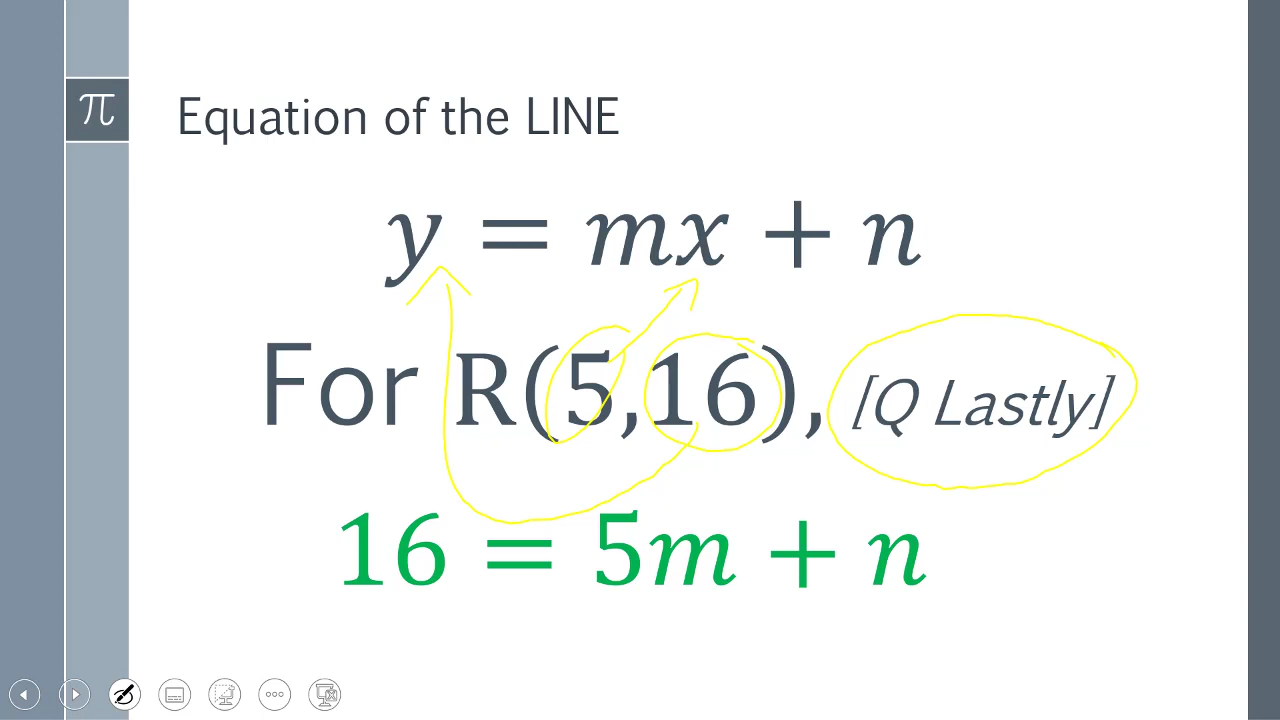 π
Equation of the LINE
y = mx + n
For R(5,16), [Q Lastly]
16 = 5m + n